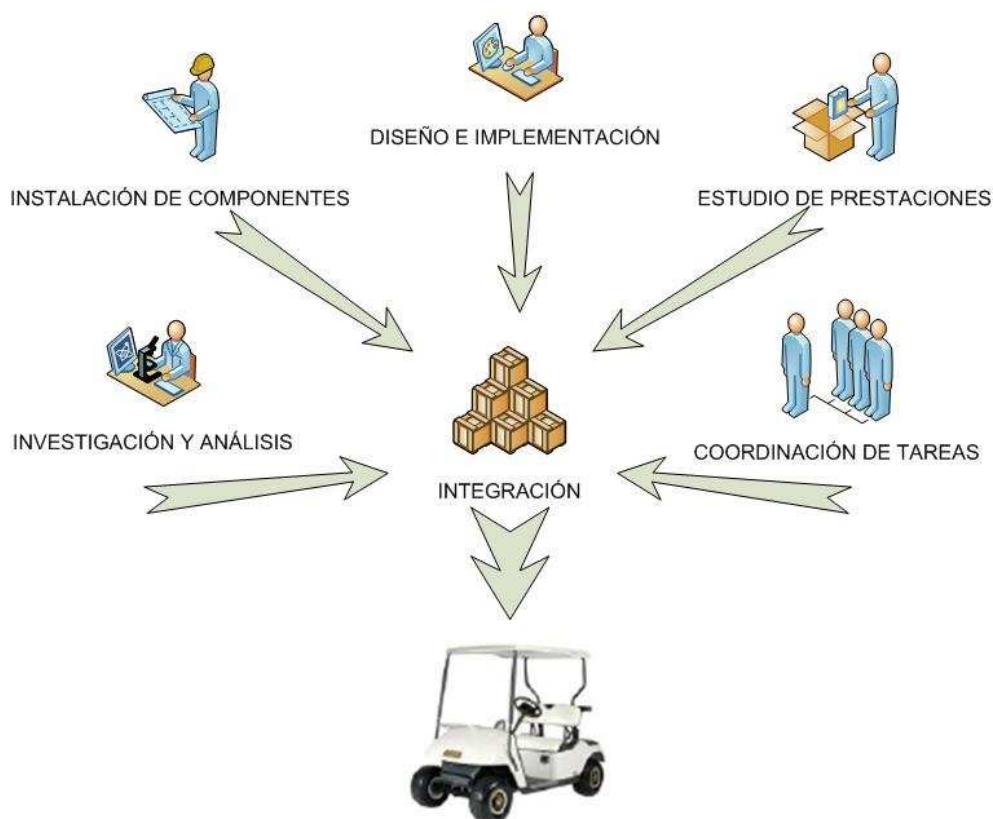 DISEÑO E IMPLEMENTACIÓN
INSTALACIÓN DE COMPONENTES
ESTUDIO DE PRESTACIONES
INVESTIGACIÓN Y ANÁLISIS
COORDINACIÓN DE TAREAS
INTEGRACIÓN